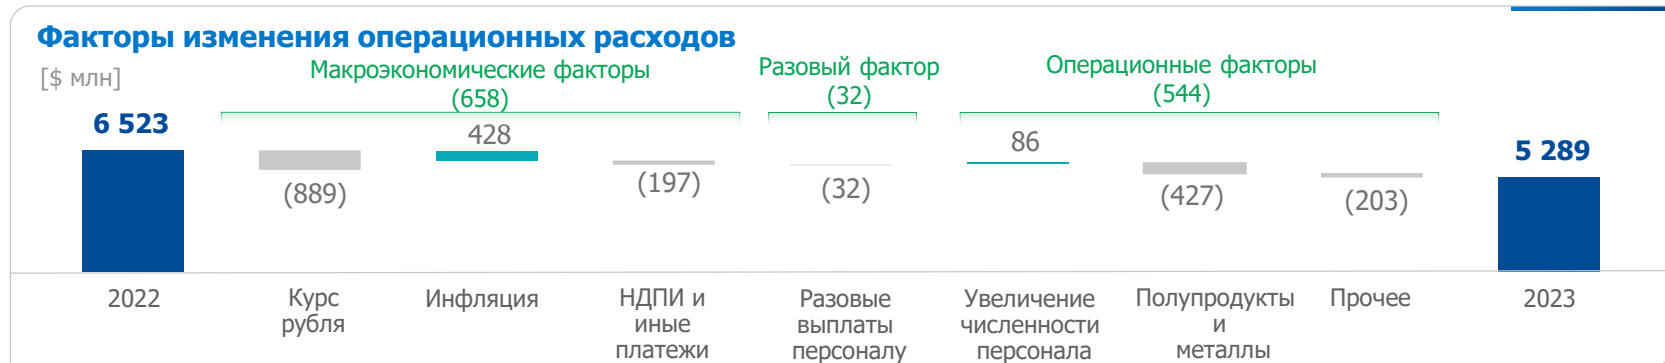 Факторы изменения операционных расходов
[$ млн]
Макроэкономические факторы
(658)
Разовый фактор
(32)
Операционные факторы
(544)
6 523
(889)
428
(197)
(32)
86
(427)
(203)
5 289
2022
Курс
рубля
Инфляция
НДПИ и
иные
платежи
Разовые
выплаты
персоналу
Увеличение
численности
персонала
Полупродукты
и
металлы
Прочее
2023